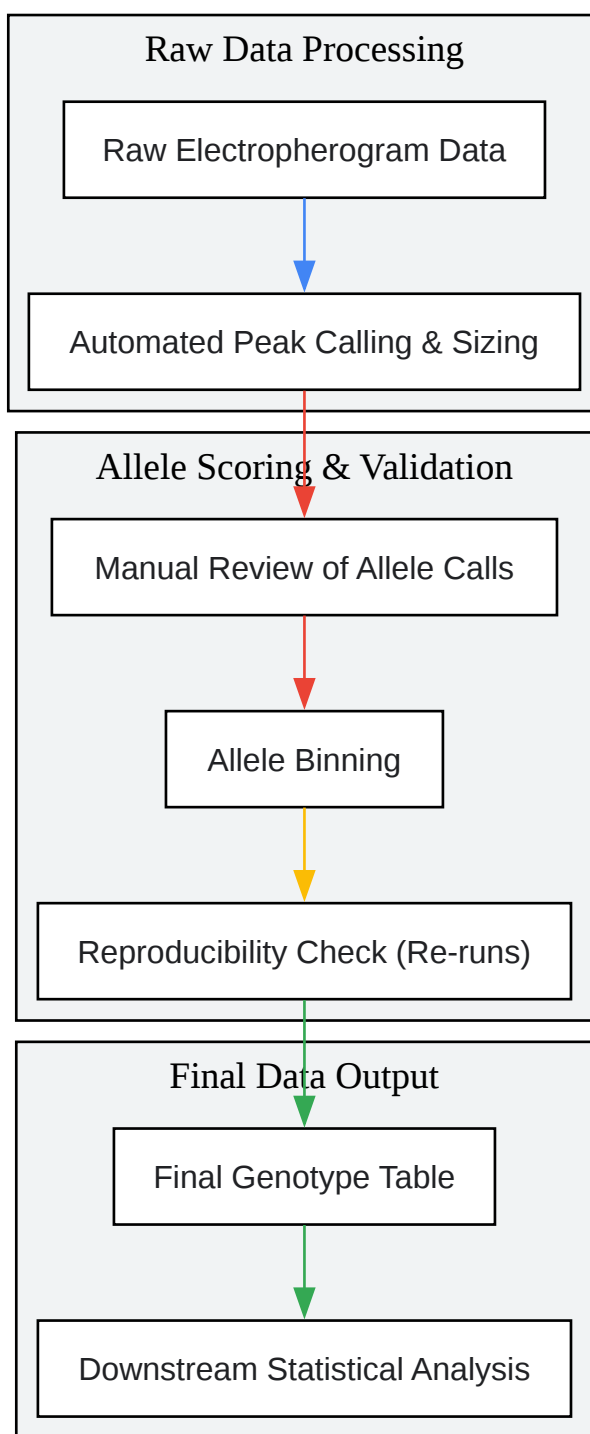 Raw Data Processing
Raw Electropherogram Data
Automated Peak Calling & Sizing
Allele Scoring & Validation
Manual Review of Allele Calls
Allele Binning
Reproducibility Check (Re-runs)
Final Data Output
Final Genotype Table
Downstream Statistical Analysis